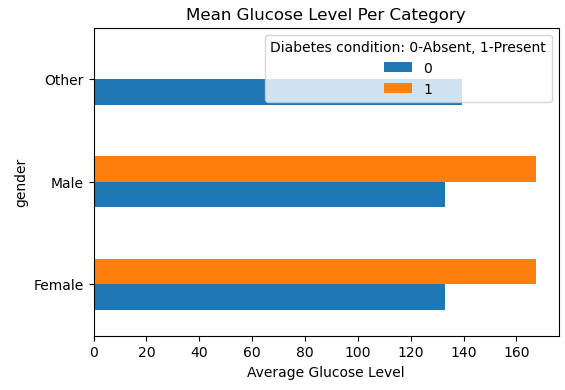 Mean Glucose Level Per Category
Diabetes condition: 0-Absent, 1-Present
0
1
Other
Male
Female
gender
0 20 40 60 80 100 120 140 160
Average Glucose Level